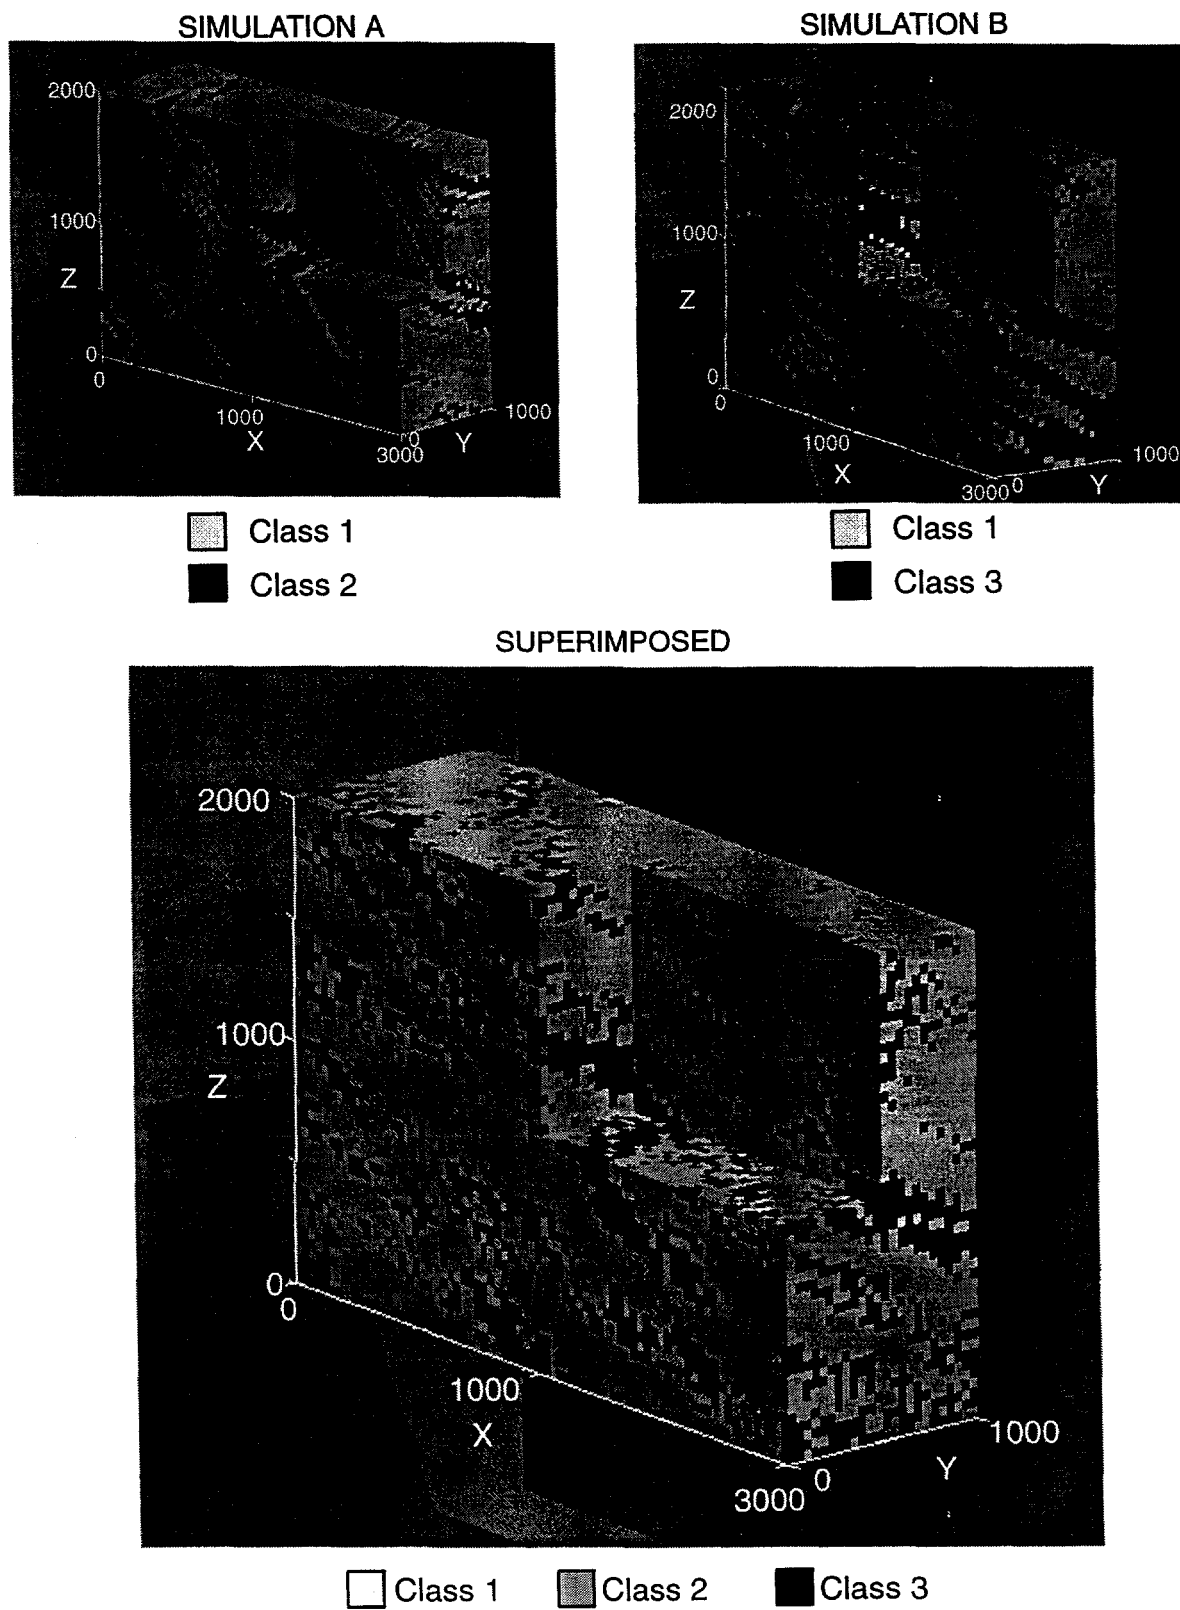 SIMULATION A
2000
1000
Z
0
0
1000
X
3000
0
Y
1000
Class 1
Class 2
SIMULATION B
2000
1000
Z
0
0
1000
X
3000
0
Y
1000
Class 1
Class 3
SUPERIMPOSED
2000
1000
Z
0
0
1000
X
3000
0
Y
1000
Class 1
Class 2
Class 3